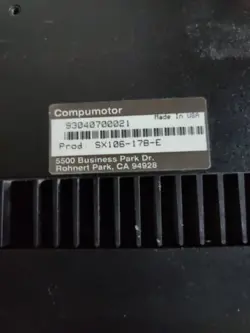 Compumotor
93040700021 Made In USA
Prod SX106-178-E
5500 Business Park Dr.
Rohnert Park, CA 94928